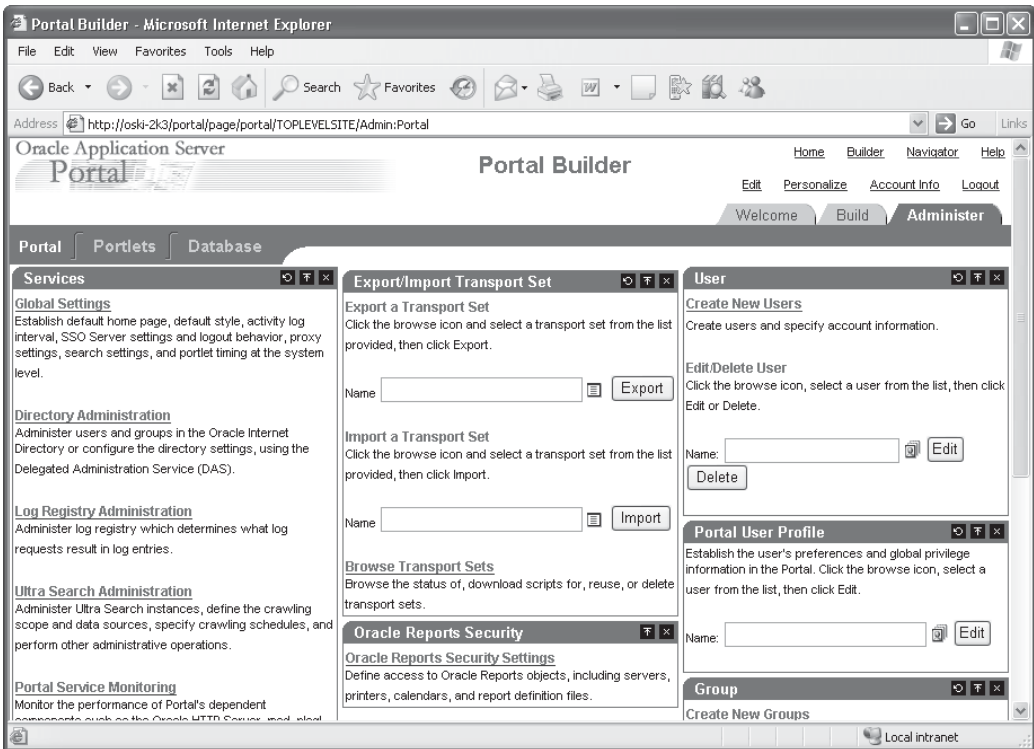 Portal Builder - Microsoft Internet Explorer
File Edit View Favorites Tools Help
Back Search Favorites
Address http://oski-2k3/portal/page/portal/TOPLEVELSITE/Admin:Portal Go Links
Oracle Application Server
Portal
Portal Builder
Home Builder Navigator Help
Edit Personalize Account Info Logout
Welcome Build Administer
Portal Portlets Database
Services
Global Settings
Establish default home page, default style, activity log
interval, SSO Server settings and logout behavior, proxy
settings, search settings, and portlet timing at the system
level.
Directory Administration
Administer users and groups in the Oracle Internet
Directory or configure the directory settings, using the
Delegated Administration Service (DAS).
Log Registry Administration
Administer log registry which determines what log
requests result in log entries.
Ultra Search Administration
Administer Ultra Search instances, define the crawling
scope and data sources, specify crawling schedules, and
perform other administrative operations.
Portal Service Monitoring
Monitor the performance of Portal's dependent
Export/Import Transport Set
Export a Transport Set
Click the browse icon and select a transport set from the list
provided, then click Export.
Name Export
Import a Transport Set
Click the browse icon and select a transport set from the list
provided, then click Import.
Name Import
Browse Transport Sets
Browse the status of, download scripts for, reuse, or delete
transport sets.
Oracle Reports Security
Oracle Reports Security Settings
Define access to Oracle Reports objects, including servers,
printers, calendars, and report definition files.
User
Create New Users
Create users and specify account information.
Edit/Delete User
Click the browse icon, select a user from the list, then click
Edit or Delete.
Name: Edit
Delete
Portal User Profile
Establish the user's preferences and global privilege
information in the Portal. Click the browse icon, select a
user from the list, then click Edit.
Name: Edit
Group
Create New Groups
Local intranet